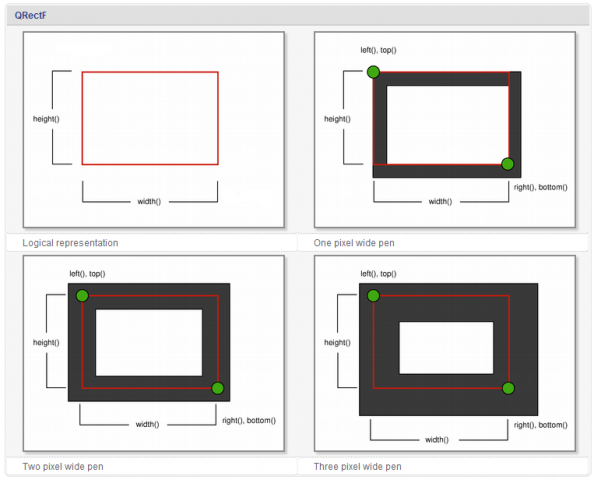 QRectF
height()
width()
Logical representation
left(), top()
height()
right(), bottom()
width()
One pixel wide pen
left(), top()
height()
right(), bottom()
width()
Two pixel wide pen
left(), top()
height()
right(), bottom()
width()
Three pixel wide pen